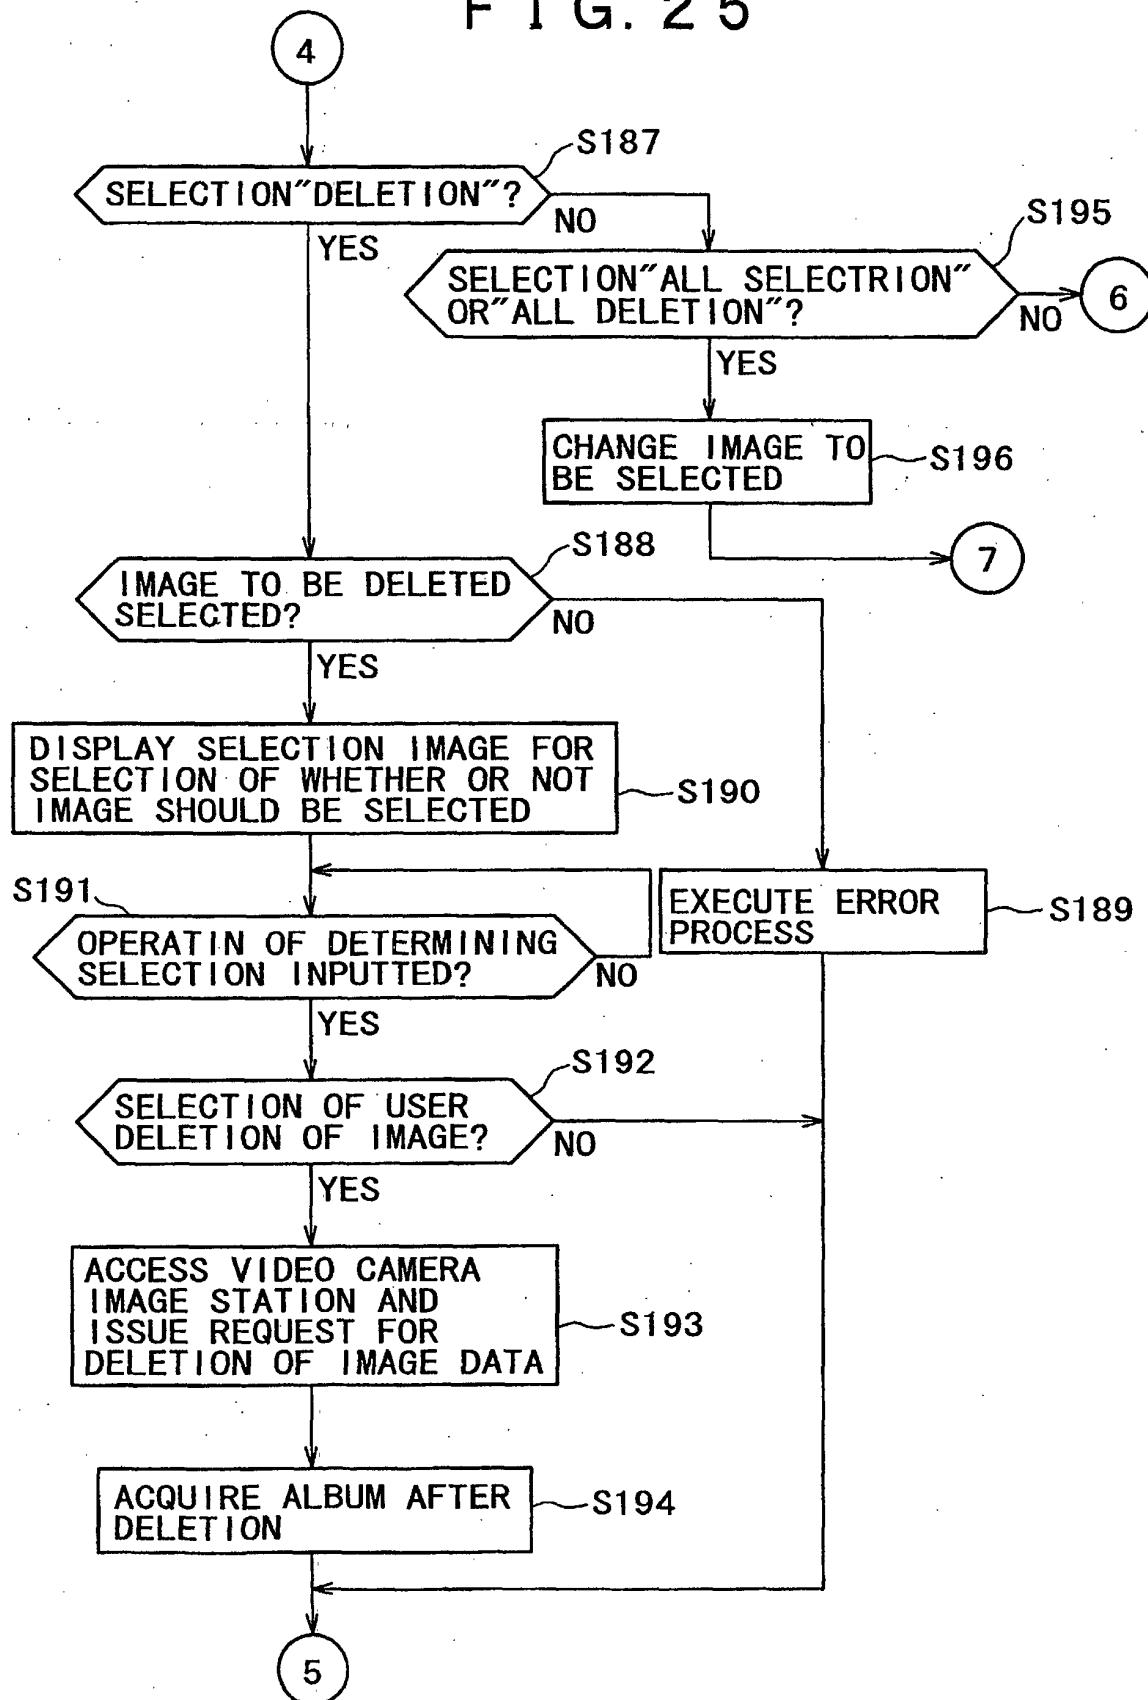 FIG. 25
4
S187
SELECTION"DELETION"?
NO
YES
S195
SELECTION"ALL SELECTRION"
OR"ALL DELETION"?
NO
6
YES
CHANGE IMAGE TO
BE SELECTED
S196
7
S188
IMAGE TO BE DELETED
SELECTED?
NO
YES
DISPLAY SELECTION IMAGE FOR
SELECTION OF WHETHER OR NOT
IMAGE SHOULD BE SELECTED
S190
S191
OPERATIN OF DETERMINING
SELECTION INPUTTED?
NO
YES
EXECUTE ERROR
PROCESS
S189
S192
SELECTION OF USER
DELETION OF IMAGE?
NO
YES
ACCESS VIDEO CAMERA
IMAGE STATION AND
ISSUE REQUEST FOR
DELETION OF IMAGE DATA
S193
ACQUIRE ALBUM AFTER
DELETION
S194
5